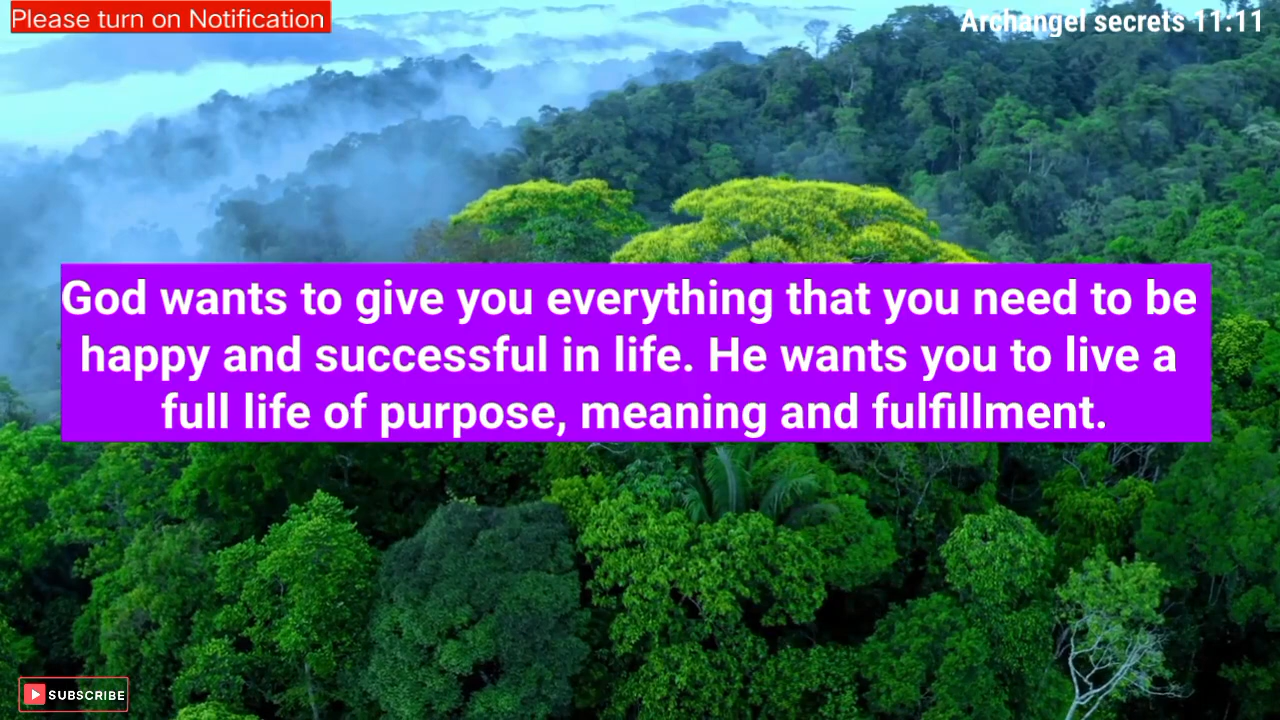 Please turn on Notification
Archangel secrets 11:11
God wants to give you everything that you need to be
happy and successful in life. He wants you to live a
full life of purpose, meaning and fulfillment.
SUBSCRIBE